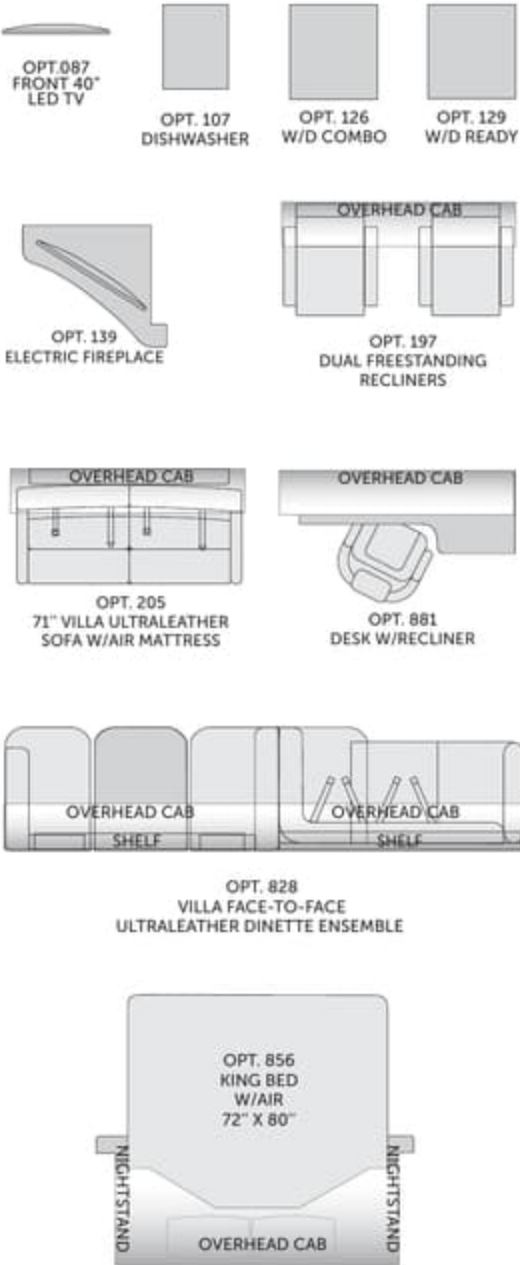 OPT.087
FRONT 40"
LED TV
OPT. 107
DISHWASHER
OPT. 126
W/D COMBO
OPT. 129
W/D READY
OPT. 139
ELECTRIC FIREPLACE
OVERHEAD CAB
OPT. 197
DUAL FREESTANDING
RECLINERS
OVERHEAD CAB
OPT. 205
71" VILLA ULTRALEATHER
SOFA W/AIR MATTRESS
OVERHEAD CAB
OPT. 881
DESK W/RECLINER
OVERHEAD CAB
SHELF
OVERHEAD CAB
SHELF
OPT. 828
VILLA FACE-TO-FACE
ULTRALEATHER DINETTE ENSEMBLE
OPT. 856
KING BED
W/AIR
72" X 80"
NIGHTSTAND
NIGHTSTAND
OVERHEAD CAB